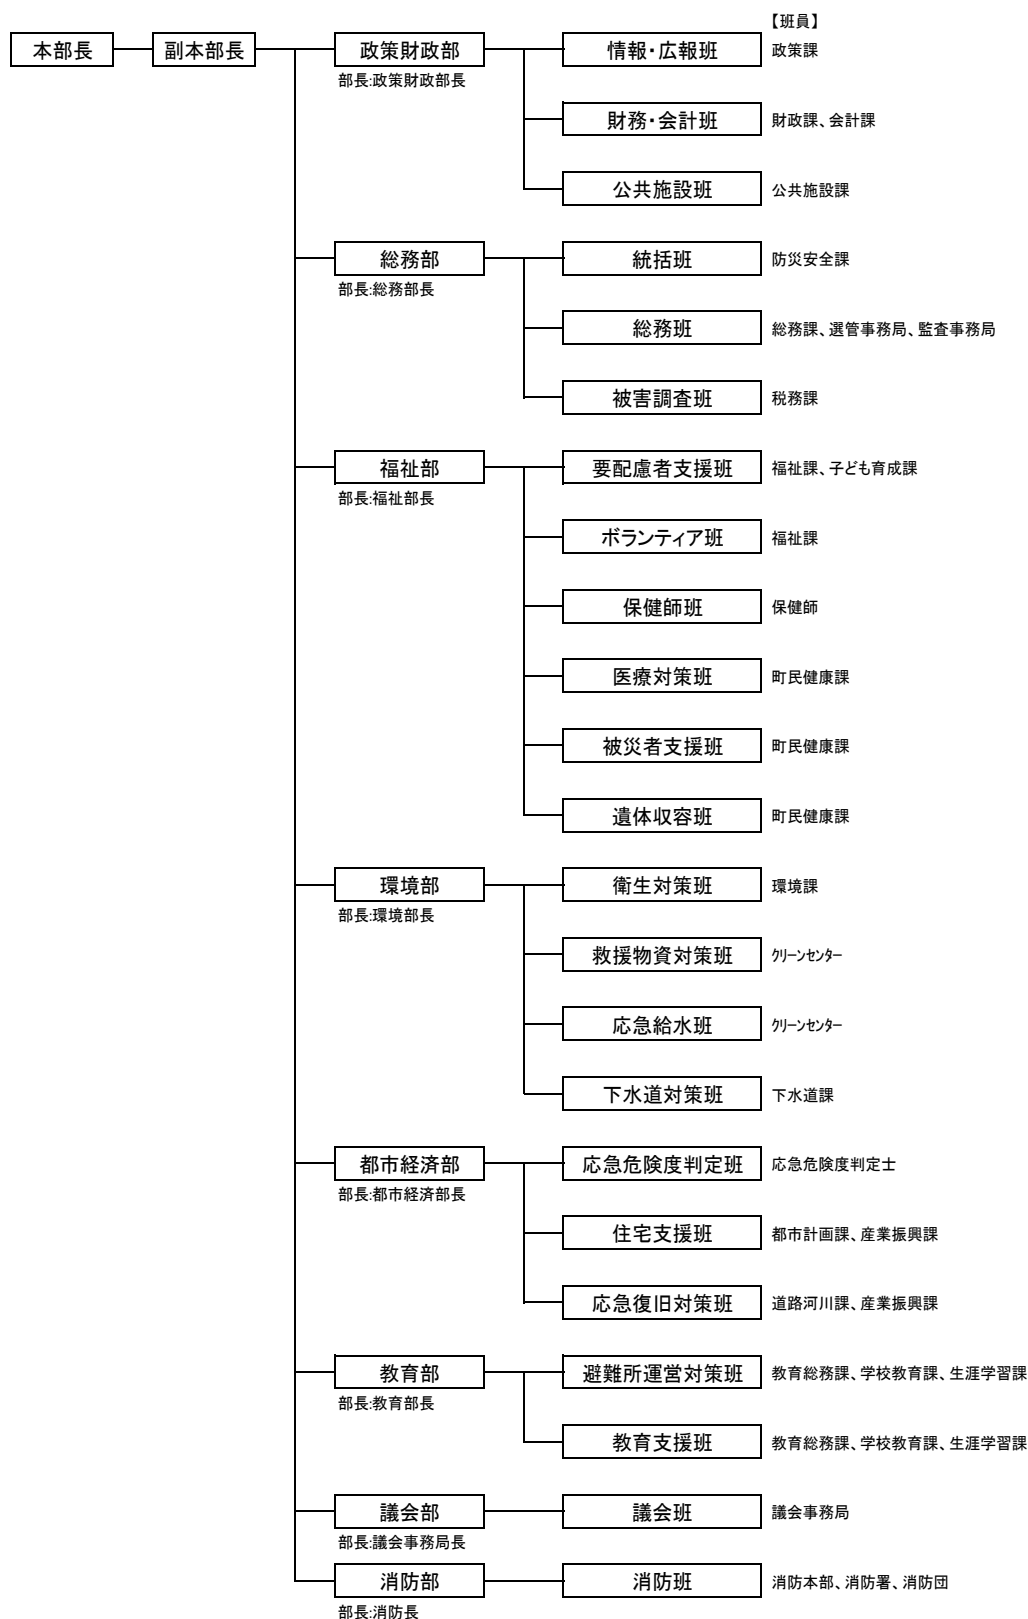 【班員】
本部長 副本部長 政策財政部 情報・広報班 政策課
部長:政策財政部長
財務・会計班 財政課、会計課
公共施設班 公共施設課
総務部 統括班 防災安全課
部長:総務部長
総務班 総務課、選管事務局、監査事務局
被害調査班 税務課
福祉部 要配慮者支援班 福祉課、子ども育成課
部長:福祉部長
ボランティア班 福祉課
保健師班 保健師
医療対策班 町民健康課
被災者支援班 町民健康課
遺体収容班 町民健康課
環境部 衛生対策班 環境課
部長:環境部長
救援物資対策班 クリーンセンター
応急給水班 クリーンセンター
下水道対策班 下水道課
都市経済部 応急危険度判定班 応急危険度判定士
部長:都市経済部長
住宅支援班 都市計画課、産業振興課
応急復旧対策班 道路河川課、産業振興課
教育部 避難所運営対策班 教育総務課、学校教育課、生涯学習課
部長:教育部長
教育支援班 教育総務課、学校教育課、生涯学習課
議会部 議会班 議会事務局
部長:議会事務局長
消防部 消防班 消防本部、消防署、消防団
部長:消防長